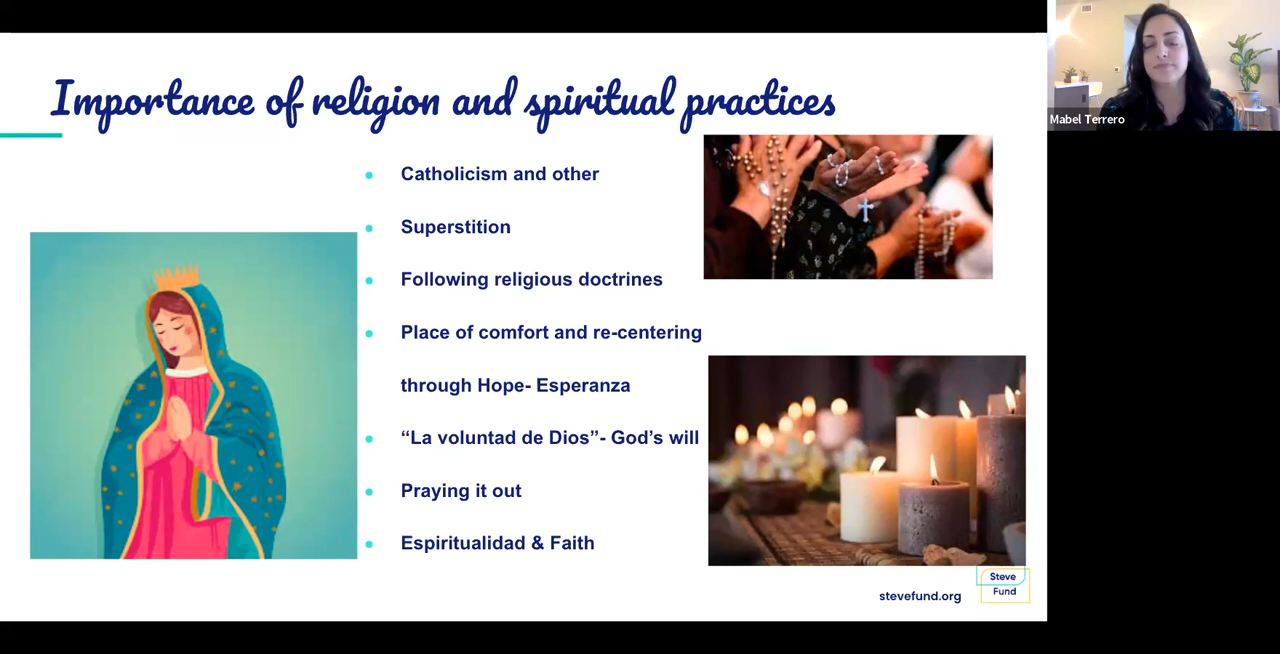 Importance of religion and spiritual practices
Catholicism and other
Superstition
Following religious doctrines
Place of comfort and re-centering
through Hope- Esperanza
“La voluntad de Dios”- God’s will
Praying it out
Espiritualidad & Faith
stevefund.org
Steve
Fund
Mabel Terrero